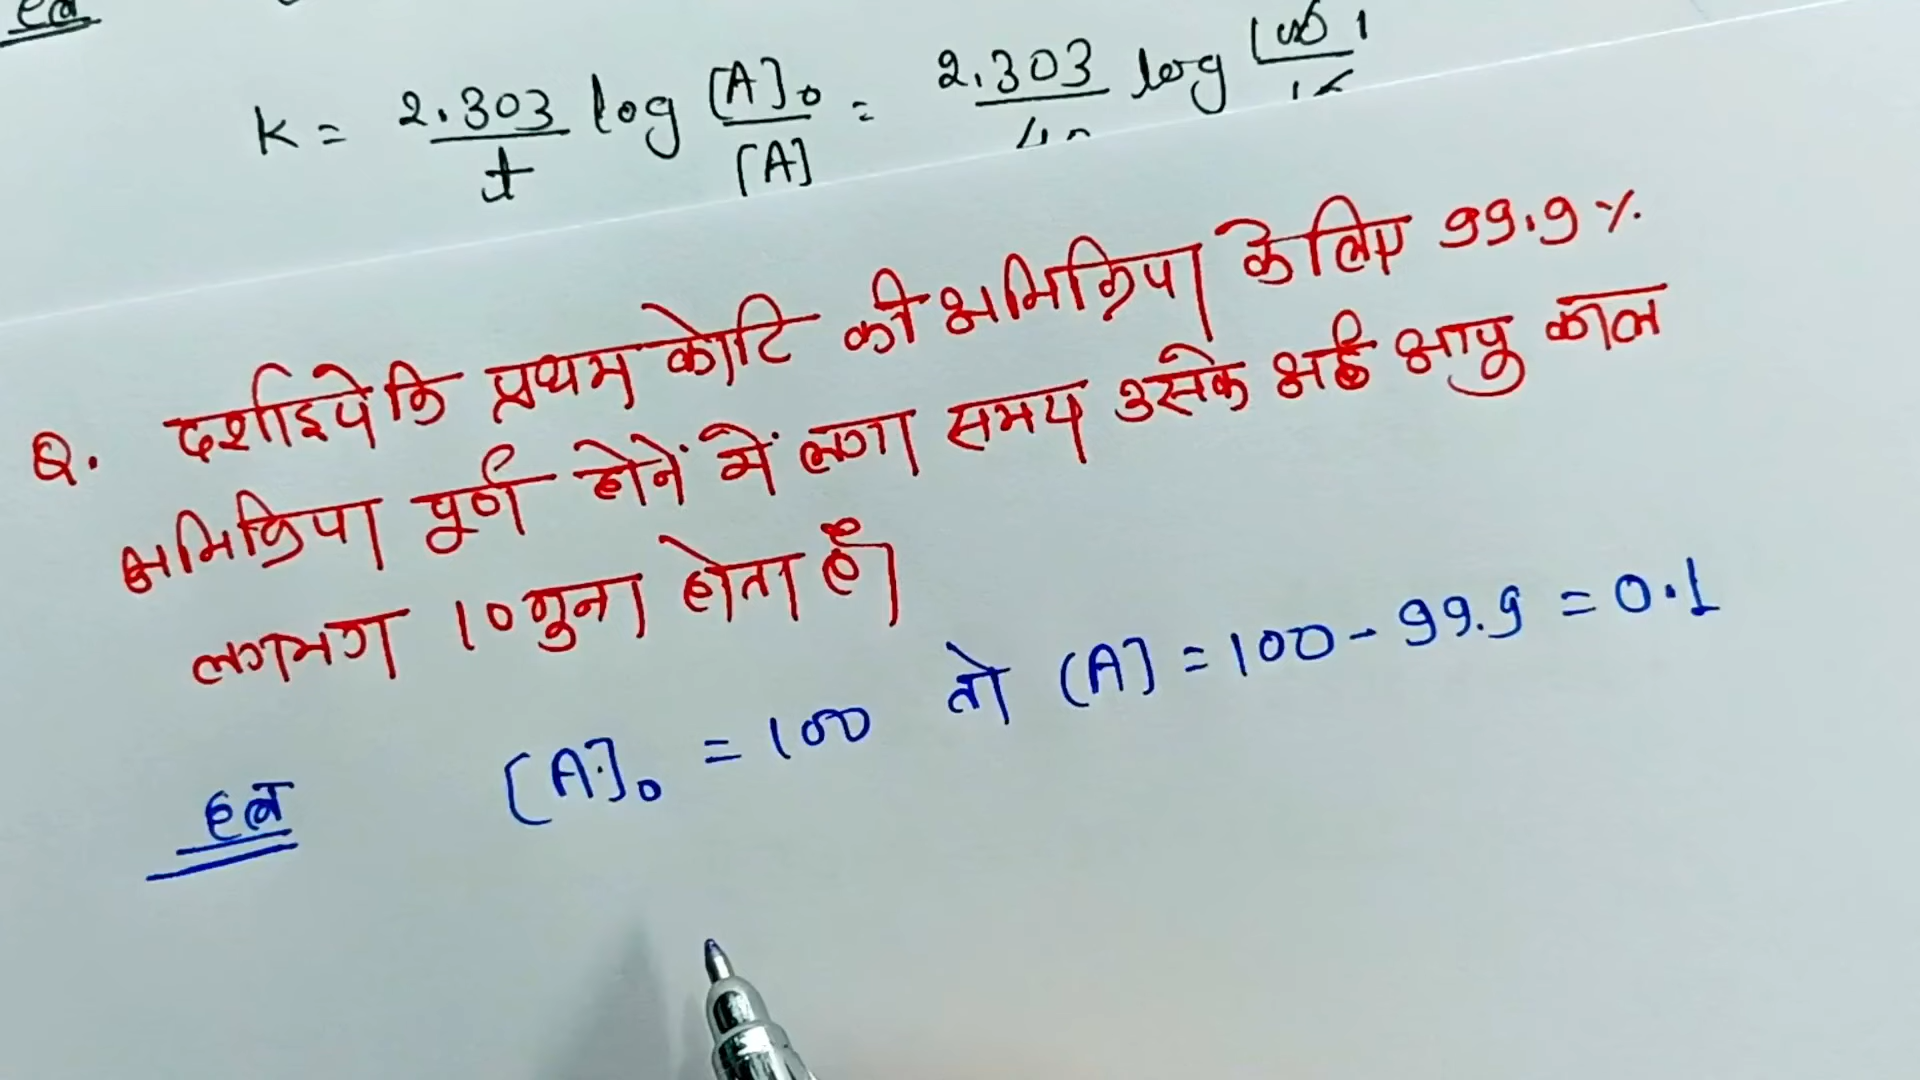 हल
K = 2.303/t log [A]₀/[A] = 2.303/ log 100/
Q. दर्शाइये कि प्रथम कोटि की अभिक्रिया के लिए 99.9%
अभिक्रिया पूर्ण होनें में लगा समय उसके अर्द्ध आयु काल
लगभग 10 गुना होता है।
हल [A]₀ = 100 तो [A] = 100 - 99.9 = 0.1